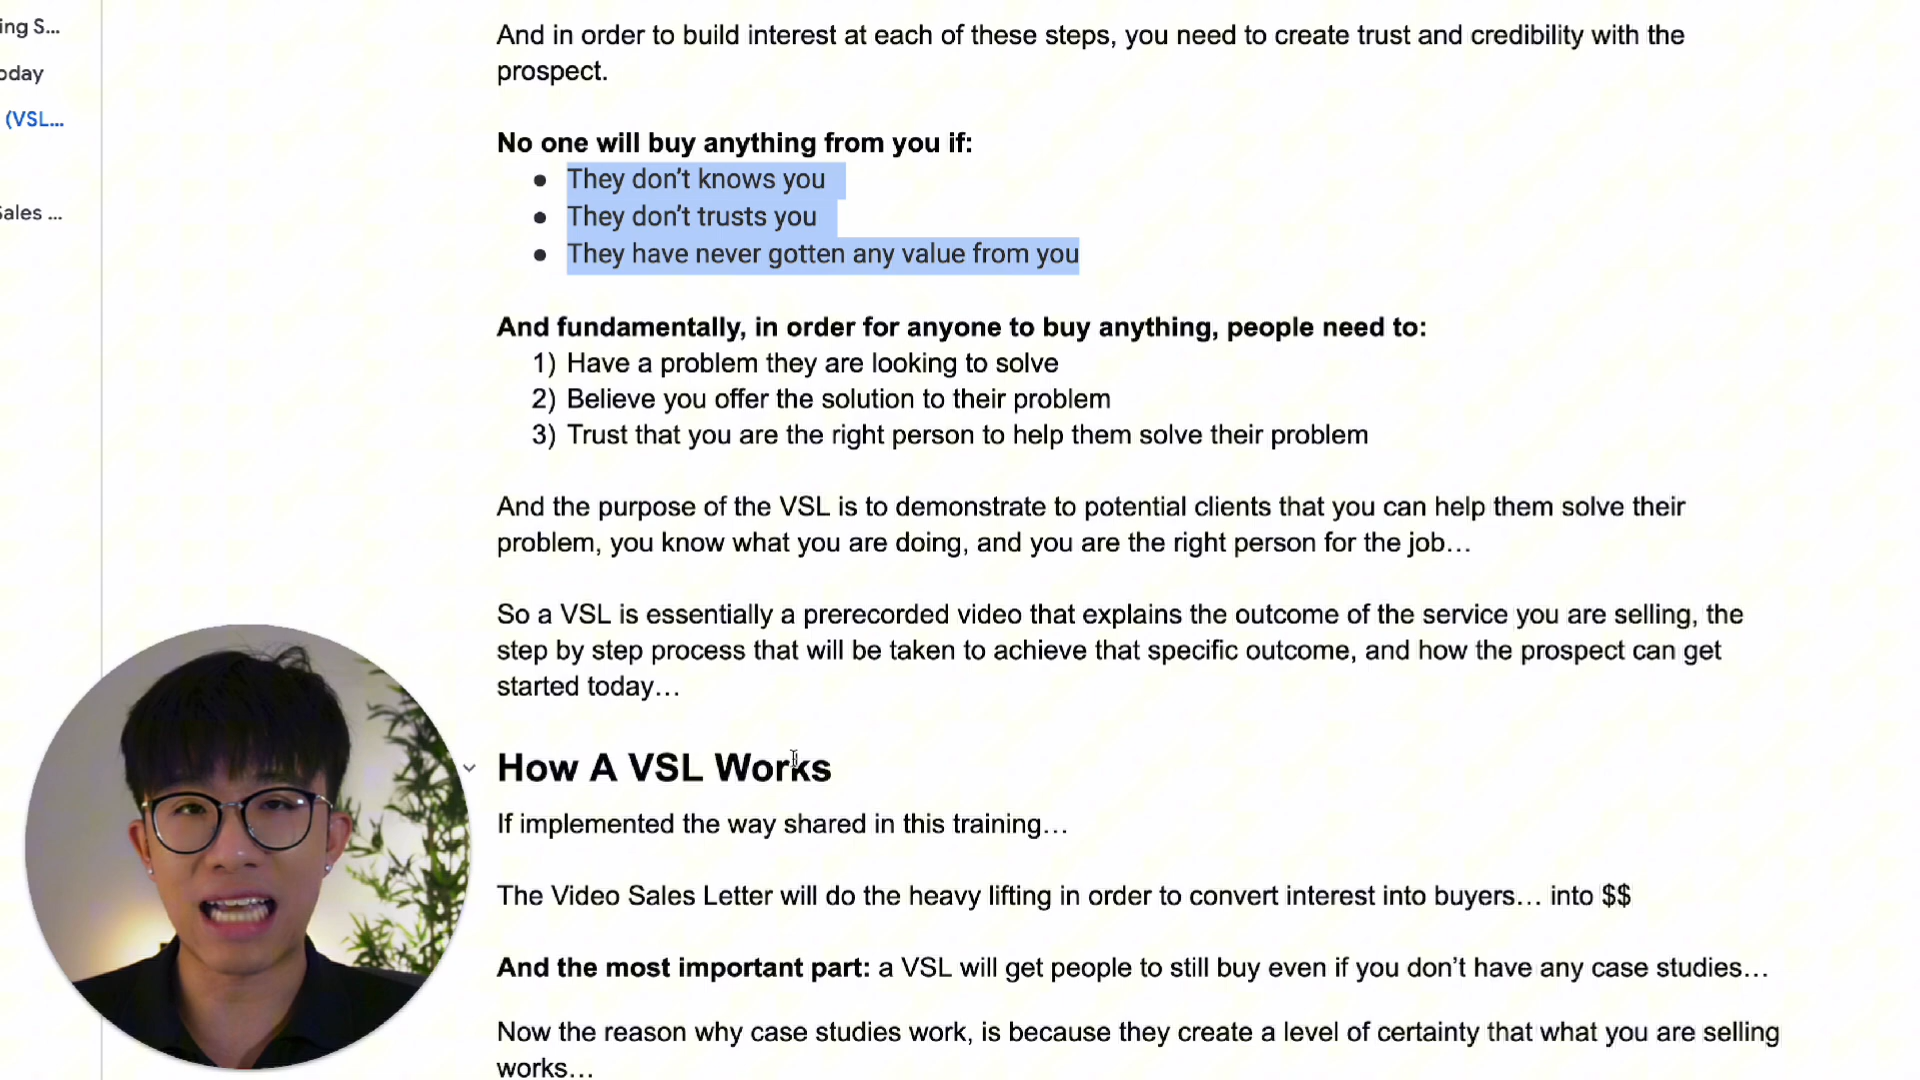 ing S...
oday
(VSL...
Sales ...
And in order to build interest at each of these steps, you need to create trust and credibility with the
prospect.
No one will buy anything from you if:
● They don't knows you
● They don't trusts you
● They have never gotten any value from you
And fundamentally, in order for anyone to buy anything, people need to:
1) Have a problem they are looking to solve
2) Believe you offer the solution to their problem
3) Trust that you are the right person to help them solve their problem
And the purpose of the VSL is to demonstrate to potential clients that you can help them solve their
problem, you know what you are doing, and you are the right person for the job…
So a VSL is essentially a prerecorded video that explains the outcome of the service you are selling, the
step by step process that will be taken to achieve that specific outcome, and how the prospect can get
started today…
How A VSL Works
If implemented the way shared in this training…
The Video Sales Letter will do the heavy lifting in order to convert interest into buyers… into $$
And the most important part: a VSL will get people to still buy even if you don't have any case studies…
Now the reason why case studies work, is because they create a level of certainty that what you are selling
works…